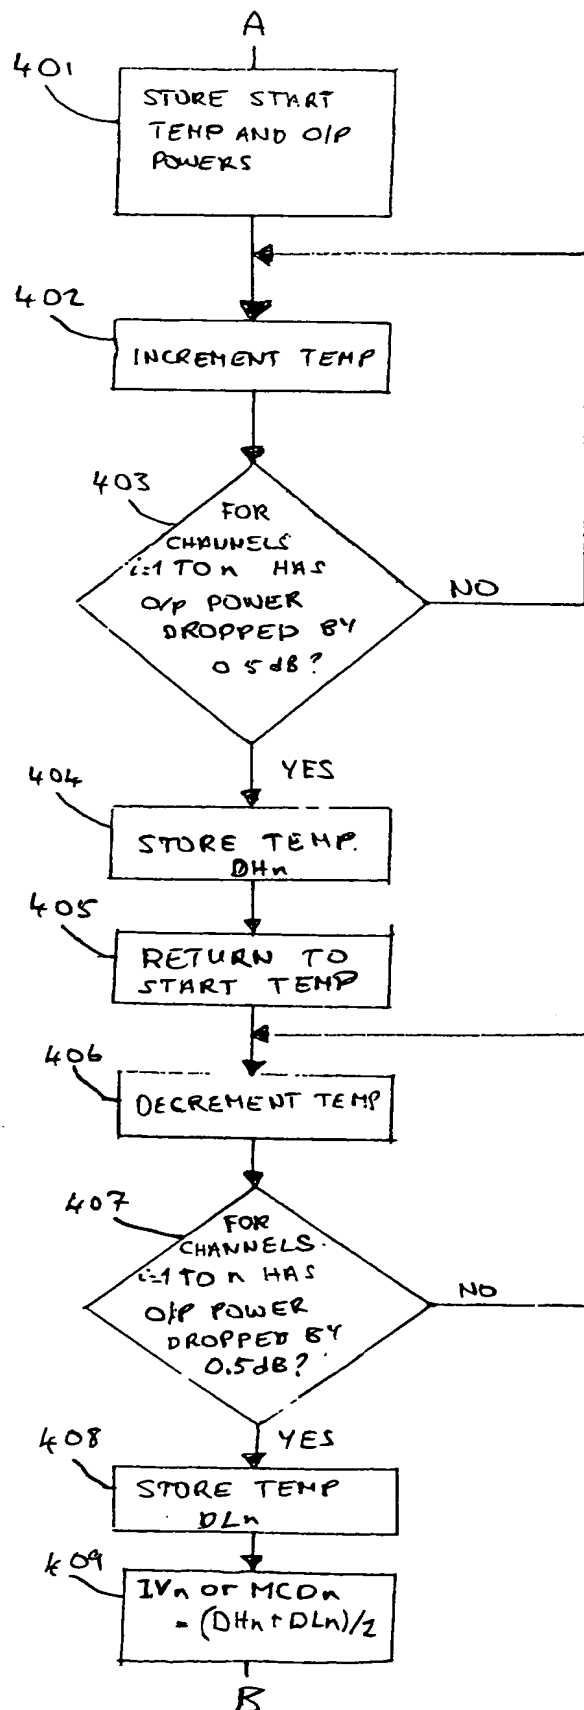 A
401
STORE START
TEMP AND O/P
POWERS
402
INCREMENT TEMP
403
FOR
CHANNELS
i=1 TO n HAS
O/P POWER
DROPPED BY
0 5 dB?
NO
YES
404
STORE TEMP.
DHn
405
RETURN TO
START TEMP
406
DECREMENT TEMP
407
FOR
CHANNELS.
i=1 TO n HAS
O/P POWER
DROPPED BY
0.5dB?
NO
YES
408
STORE TEMP
DLn
409
IVn or MCDn
= (DHn+DLn)/2
B